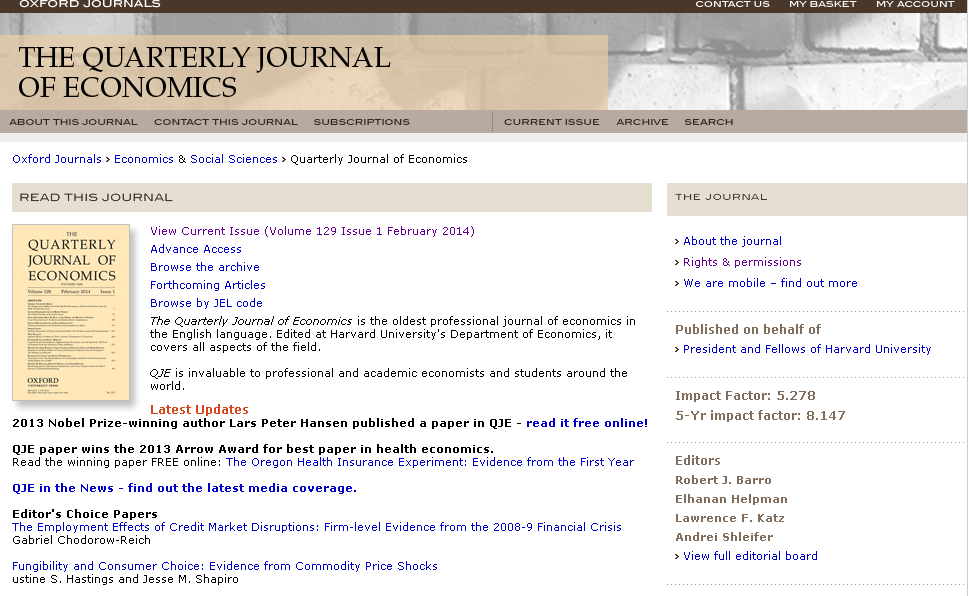 OXFORD JOURNALS
CONTACT US MY BASKET MY ACCOUNT
THE QUARTERLY JOURNAL
OF ECONOMICS
ABOUT THIS JOURNAL CONTACT THIS JOURNAL SUBSCRIPTIONS CURRENT ISSUE ARCHIVE SEARCH
Oxford Journals > Economics & Social Sciences > Quarterly Journal of Economics
READ THIS JOURNAL
THE
QUARTERLY
JOURNAL OF
ECONOMICS
Volume 129 February 2014 Issue 1
OXFORD
UNIVERSITY PRESS
View Current Issue (Volume 129 Issue 1 February 2014)
Advance Access
Browse the archive
Forthcoming Articles
Browse by JEL code
The Quarterly Journal of Economics is the oldest professional journal of economics in
the English language. Edited at Harvard University's Department of Economics, it
covers all aspects of the field.
QJE is invaluable to professional and academic economists and students around the
world.
Latest Updates
2013 Nobel Prize-winning author Lars Peter Hansen published a paper in QJE - read it free online!
QJE paper wins the 2013 Arrow Award for best paper in health economics.
Read the winning paper FREE online: The Oregon Health Insurance Experiment: Evidence from the First Year
QJE in the News - find out the latest media coverage.
Editor's Choice Papers
The Employment Effects of Credit Market Disruptions: Firm-level Evidence from the 2008-9 Financial Crisis
Gabriel Chodorow-Reich
Fungibility and Consumer Choice: Evidence from Commodity Price Shocks
ustine S. Hastings and Jesse M. Shapiro
THE JOURNAL
> About the journal
> Rights & permissions
> We are mobile – find out more
Published on behalf of
> President and Fellows of Harvard University
Impact Factor: 5.278
5-Yr impact factor: 8.147
Editors
Robert J. Barro
Elhanan Helpman
Lawrence F. Katz
Andrei Shleifer
> View full editorial board